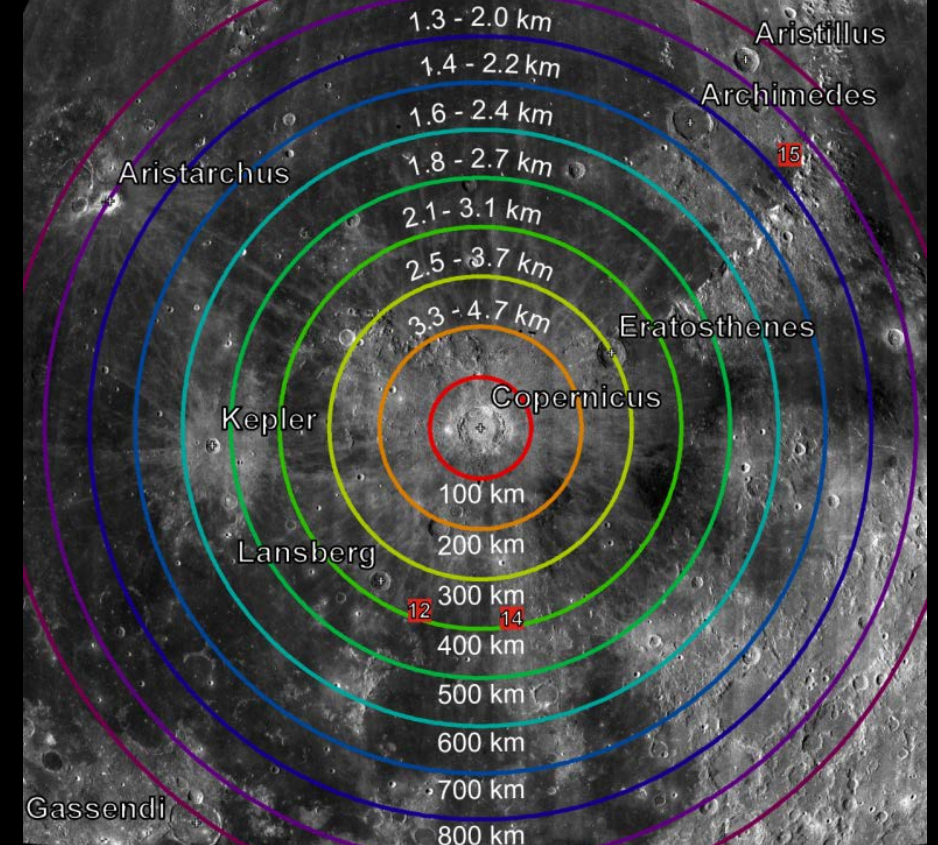 1.3 - 2.0 km
Aristillus
1.4 - 2.2 km
Archimedes
1.6 - 2.4 km
15
1.8 - 2.7 km
Aristarchus
2.1 - 3.1 km
2.5 - 3.7 km
3.3 - 4.7 km
Eratosthenes
Copernicus
Kepler
100 km
200 km
Lansberg
300 km
12
14
400 km
500 km
600 km
700 km
Gassendi
800 km